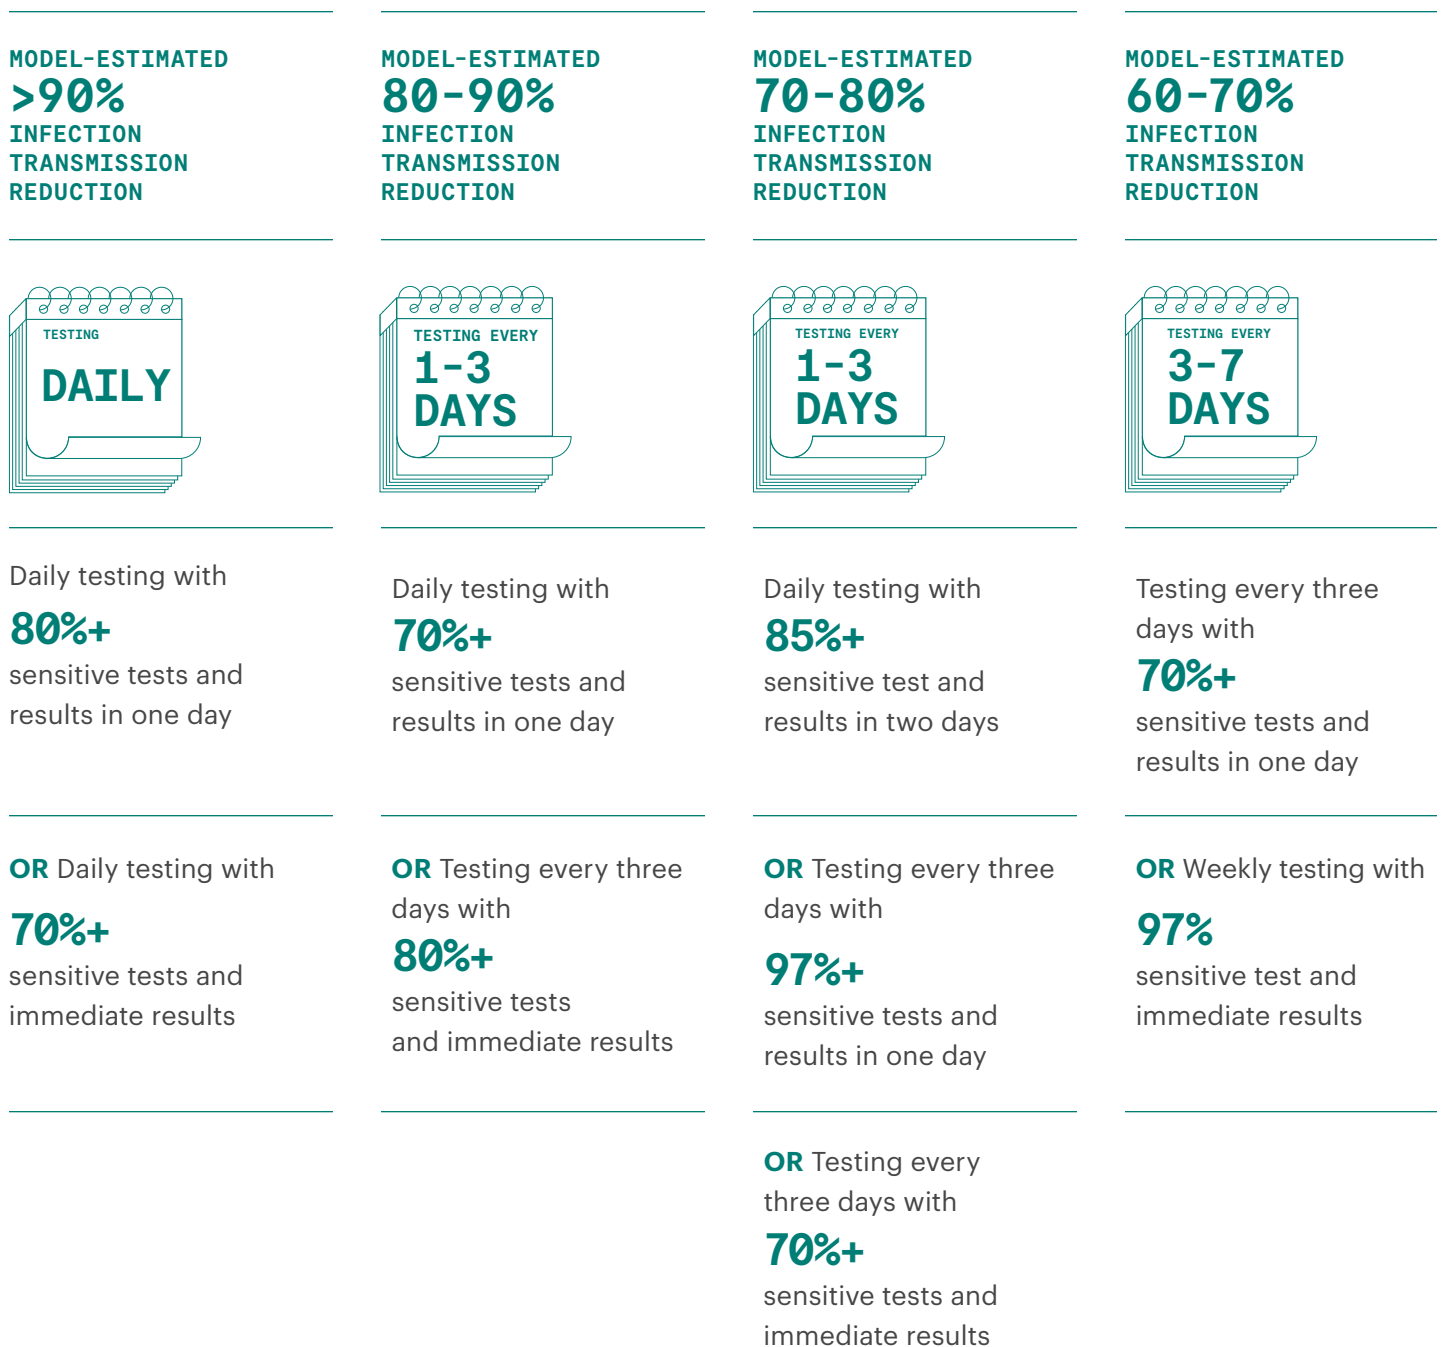 MODEL-ESTIMATED
>90%
INFECTION
TRANSMISSION
REDUCTION
TESTING
DAILY
Daily testing with
80%+
sensitive tests and
results in one day
OR Daily testing with
70%+
sensitive tests and
immediate results
MODEL-ESTIMATED
80-90%
INFECTION
TRANSMISSION
REDUCTION
TESTING EVERY
1-3
DAYS
Daily testing with
70%+
sensitive tests and
results in one day
OR Testing every three
days with
80%+
sensitive tests
and immediate results
MODEL-ESTIMATED
70-80%
INFECTION
TRANSMISSION
REDUCTION
TESTING EVERY
1-3
DAYS
Daily testing with
85%+
sensitive test and
results in two days
OR Testing every three
days with
97%+
sensitive tests and
results in one day
OR Testing every
three days with
70%+
sensitive tests and
immediate results
MODEL-ESTIMATED
60-70%
INFECTION
TRANSMISSION
REDUCTION
TESTING EVERY
3-7
DAYS
Testing every three
days with
70%+
sensitive tests and
results in one day
OR Weekly testing with
97%
sensitive test and
immediate results